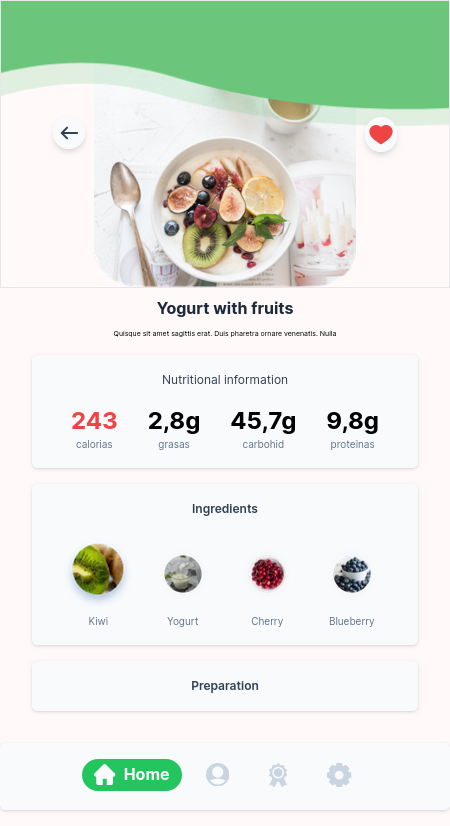 Yogurt with fruits
Quisque sit amet sagittis erat. Duis pharetra ornare venenatis. Nulla
Nutritional information
243 2,8g 45,7g 9,8g
calorias grasas carbohid proteinas
Ingredients
Kiwi Yogurt Cherry Blueberry
Preparation
Home